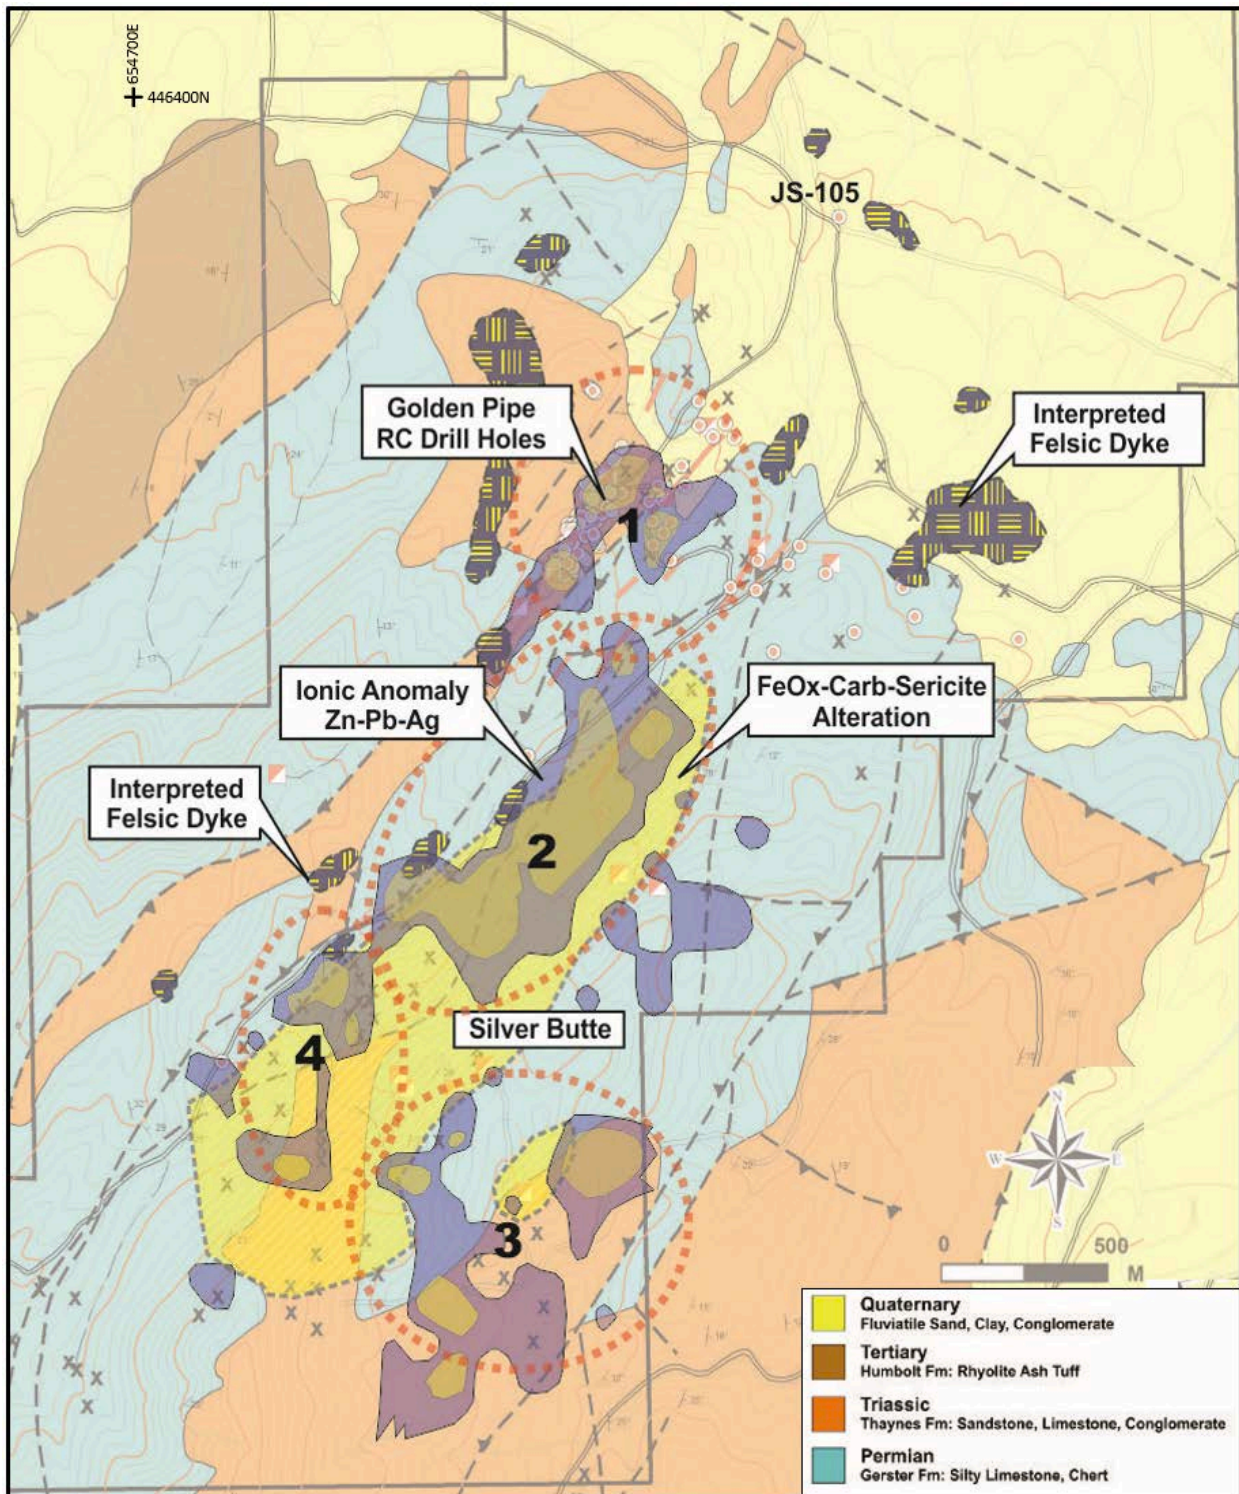 654700E
446400N
JS-105
Golden Pipe
RC Drill Holes
Interpreted
Felsic Dyke
1
Ionic Anomaly
Zn-Pb-Ag
FeOx-Carb-Sericite
Alteration
Interpreted
Felsic Dyke
2
Silver Butte
4
3
N
W
E
S
0
500
M
Quaternary
Fluviatile Sand, Clay, Conglomerate
Tertiary
Humbolt Fm: Rhyolite Ash Tuff
Triassic
Thaynes Fm: Sandstone, Limestone, Conglomerate
Permian
Gerster Fm: Silty Limestone, Chert